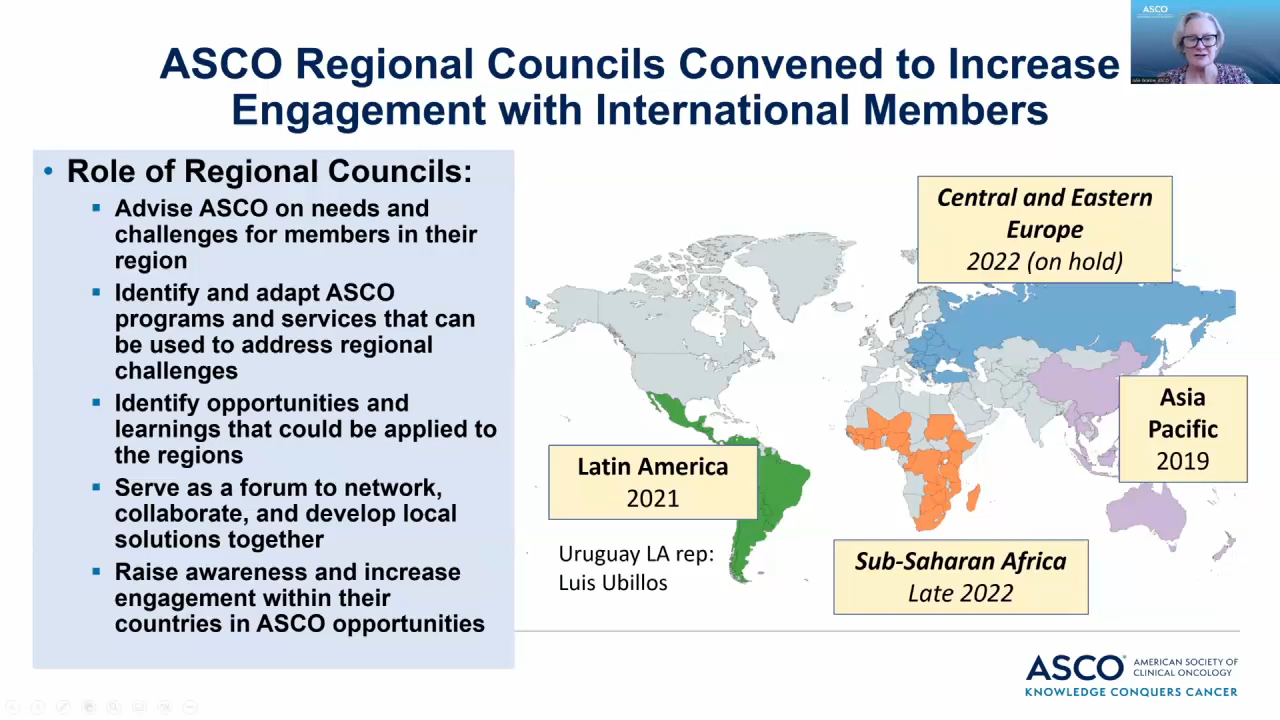 ASCO Regional Councils Convened to Increase
Engagement with International Members
ASCO
• Role of Regional Councils:
▪ Advise ASCO on needs and
challenges for members in their
region
▪ Identify and adapt ASCO
programs and services that can
be used to address regional
challenges
▪ Identify opportunities and
learnings that could be applied to
the regions
▪ Serve as a forum to network,
collaborate, and develop local
solutions together
▪ Raise awareness and increase
engagement within their
countries in ASCO opportunities
Central and Eastern
Europe
2022 (on hold)
Asia
Pacific
2019
Latin America
2021
Uruguay LA rep:
Luis Ubillos
Sub-Saharan Africa
Late 2022
ASCO AMERICAN SOCIETY OF
CLINICAL ONCOLOGY
KNOWLEDGE CONQUERS CANCER